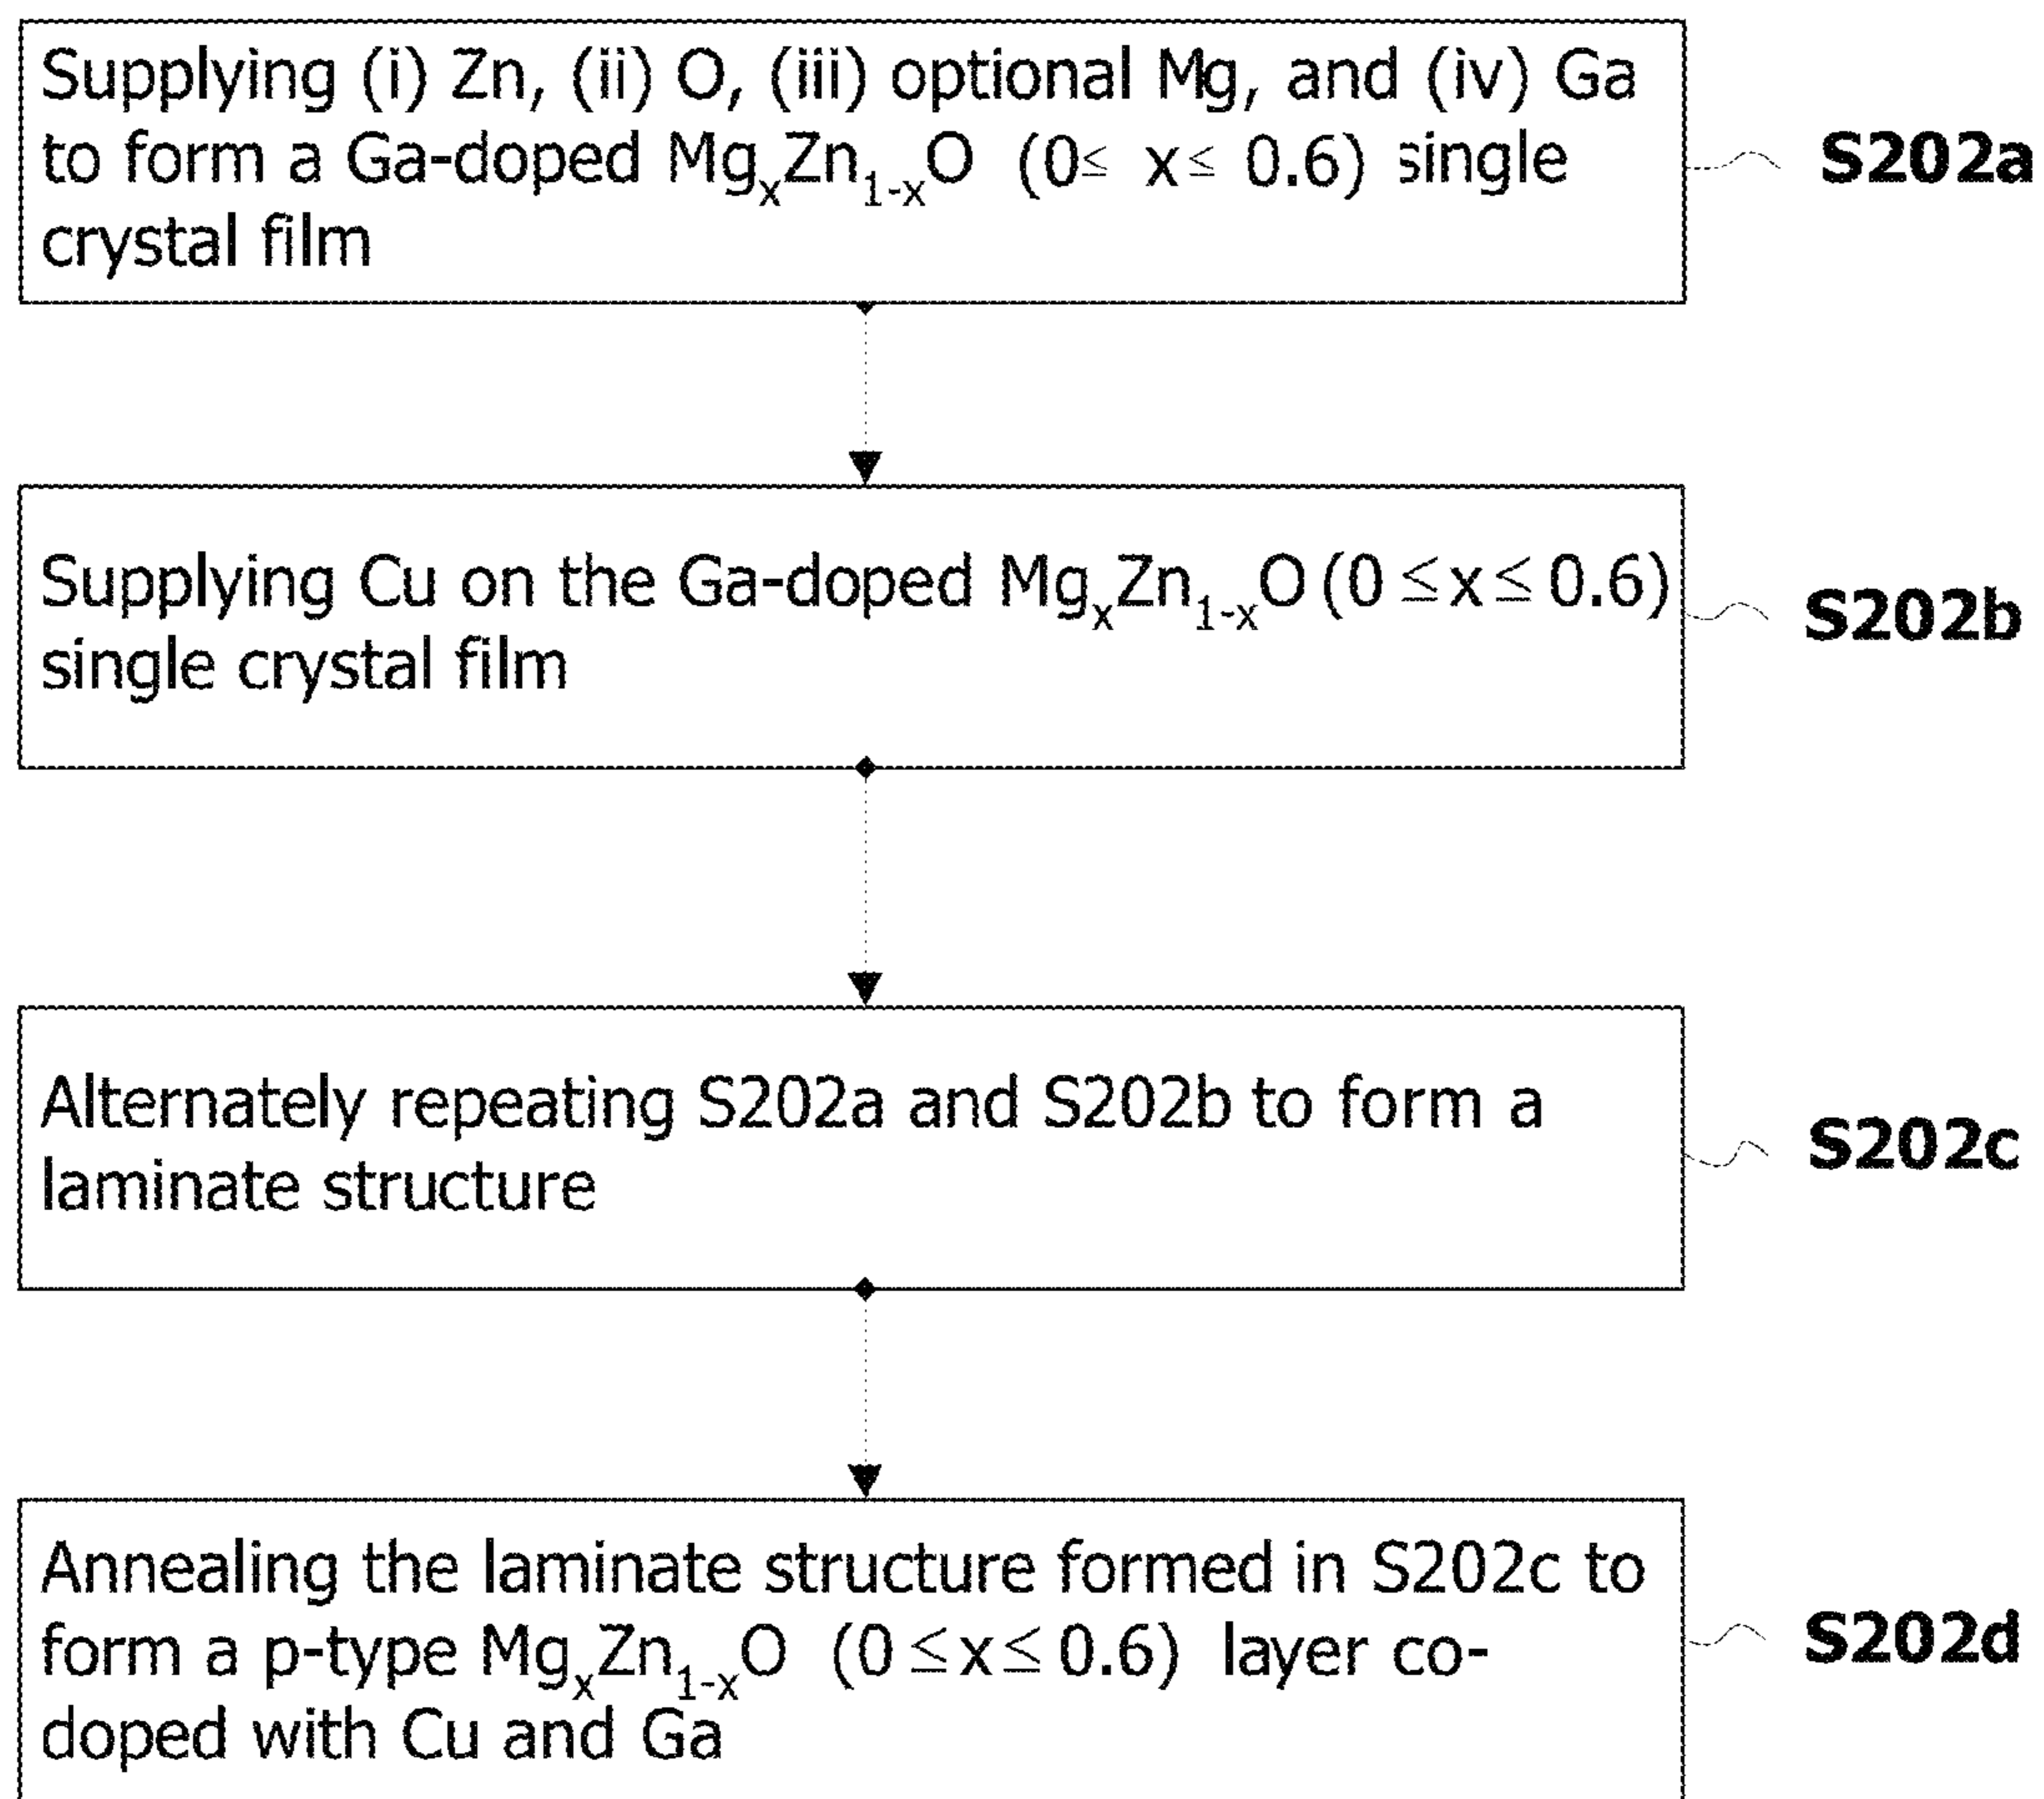 Supplying (i) Zn, (ii) O, (iii) optional Mg, and (iv) Ga
to form a Ga-doped MgₓZn₁₋ₓO (0≤ x≤ 0.6) single
crystal film
S202a
Supplying Cu on the Ga-doped MgₓZn₁₋ₓO (0 ≤x≤ 0.6)
single crystal film
S202b
Alternately repeating S202a and S202b to form a
laminate structure
S202c
Annealing the laminate structure formed in S202c to
form a p-type MgₓZn₁₋ₓO (0 ≤x≤ 0.6) layer co-
doped with Cu and Ga
S202d